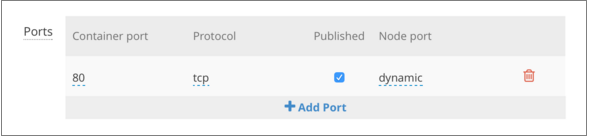 Ports
Container port Protocol Published Node port
80 tcp dynamic
Add Port